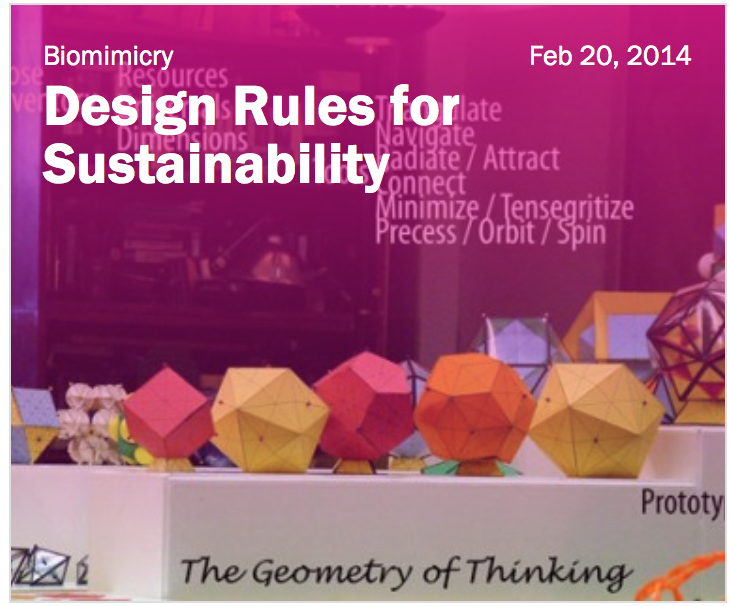 Biomimicry
Feb 20, 2014
Design Rules for
Sustainability
Resources
Dimensions
Navigate
Radiate / Attract
Connect
Minimize / Tensegritize
Precess / Orbit / Spin
The Geometry of Thinking